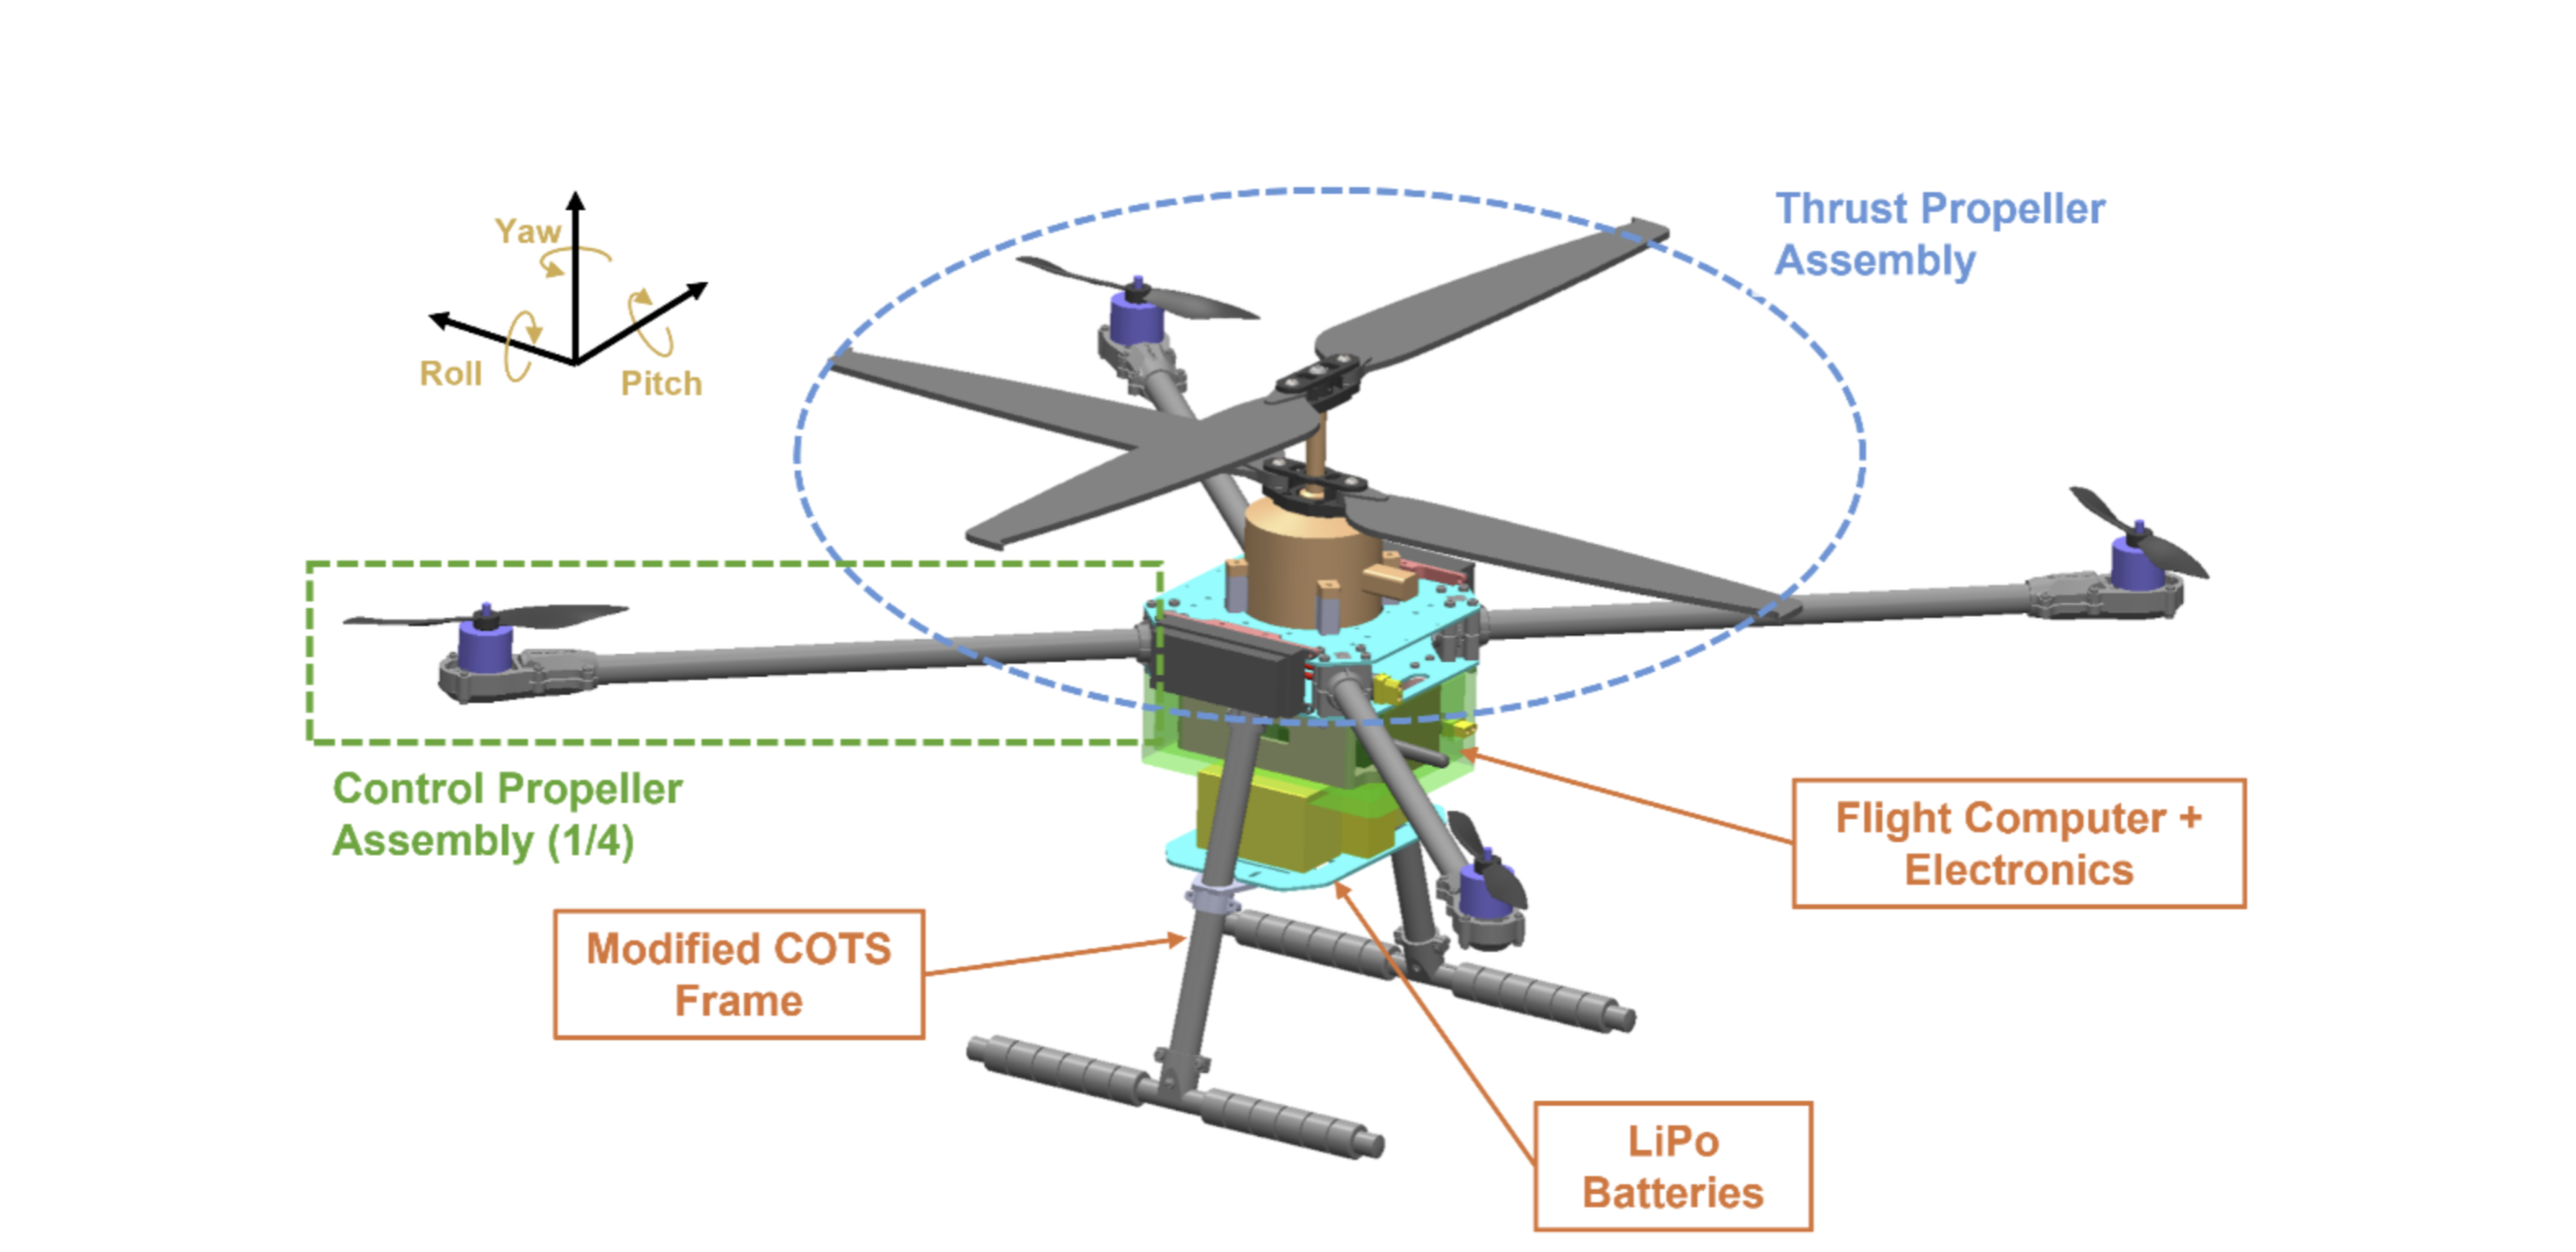 Yaw
Roll
Pitch
Thrust Propeller
Assembly
Control Propeller
Assembly (1/4)
Modified COTS
Frame
Flight Computer +
Electronics
LiPo
Batteries